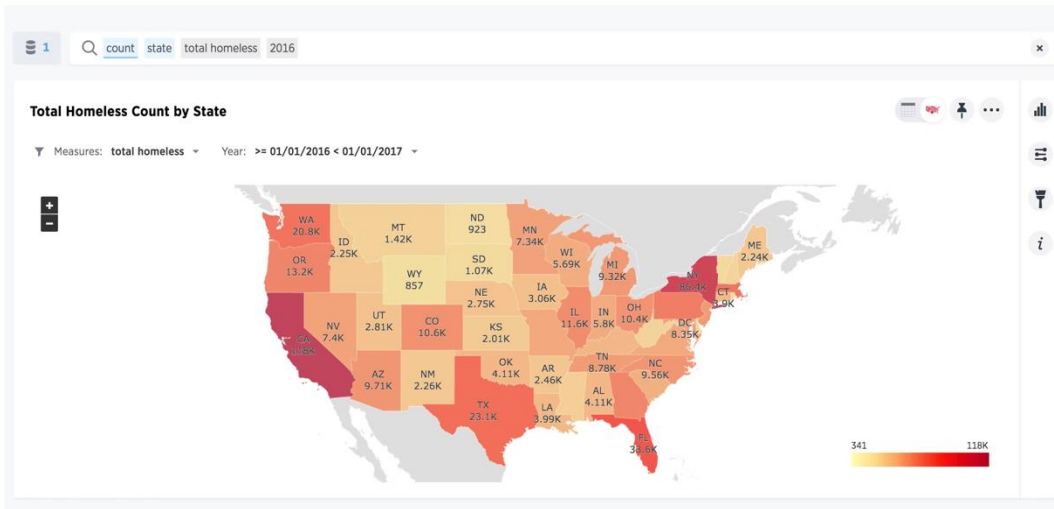 1 count state total homeless 2016
Total Homeless Count by State
Measures: total homeless Year: >= 01/01/2016 < 01/01/2017
+
-
WA
20.8K
OR
13.2K
CA
ID
2.25K
NV
7.4K
MT
1.42K
WY
857
UT
2.81K
AZ
9.71K
CO
10.6K
NM
2.26K
ND
923
SD
1.07K
NE
2.75K
KS
2.01K
OK
4.11K
TX
23.1K
MN
7.34K
IA
3.06K
AR
2.46K
LA
3.99K
WI
5.69K
IL
11.6K
MI
9.32K
IN
5.8K
OH
10.4K
TN
8.78K
AL
4.11K
NC
9.56K
DC
8.35K
FL
33.6K
NY
86.4K
CT
3.9K
ME
2.24K
341 118K
i